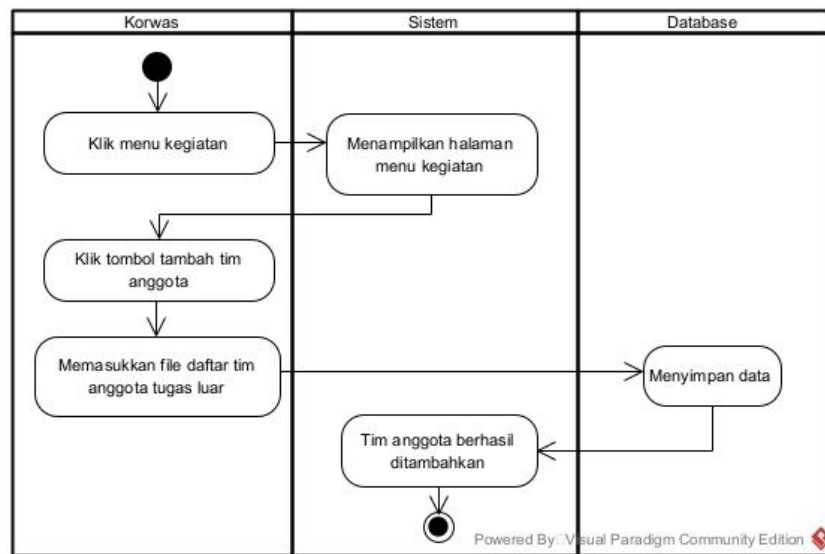 Korwas
Sistem
Database
Klik menu kegiatan
Menampilkan halaman
menu kegiatan
Klik tombol tambah tim
anggota
Memasukkan file daftar tim
anggota tugas luar
Menyimpan data
Tim anggota berhasil
ditambahkan
Powered By Visual Paradigm Community Edition